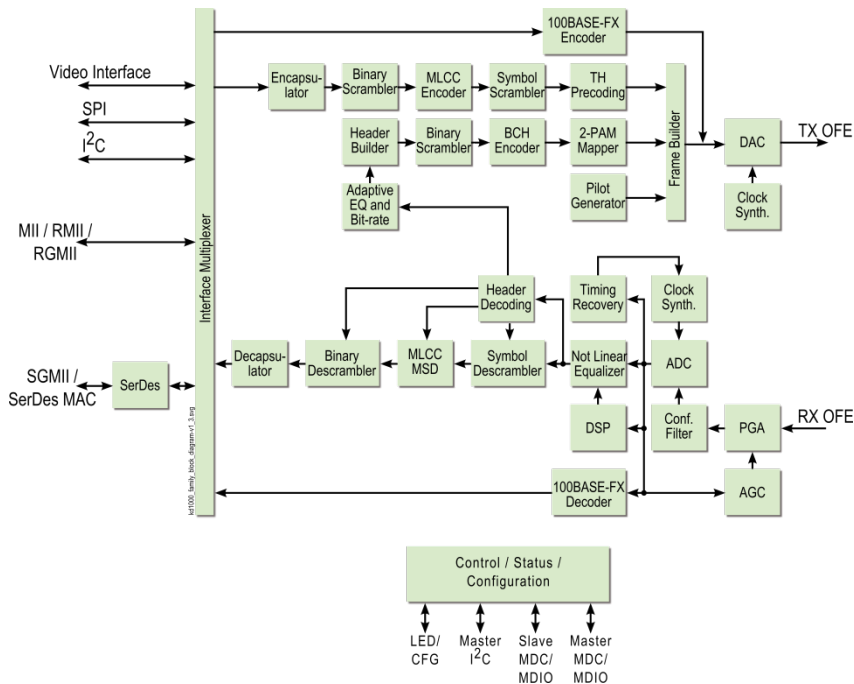 100BASE-FX
Encoder
Video Interface
SPI
I2C
MII / RMII /
RGMII
SGMII /
SerDes MAC
SerDes
Interface Multiplexer
kd1000_family_block_diagram-v1_3.svg
Encapsu-
lator
Binary
Scrambler
MLCC
Encoder
Symbol
Scrambler
TH
Precoding
Header
Builder
Binary
Scrambler
BCH
Encoder
2-PAM
Mapper
Adaptive
EQ and
Bit-rate
Pilot
Generator
Frame Builder
DAC
TX OFE
Clock
Synth.
Header
Decoding
Timing
Recovery
Clock
Synth.
Decapsu-
lator
Binary
Descrambler
MLCC
MSD
Symbol
Descrambler
Not Linear
Equalizer
ADC
DSP
Conf.
Filter
PGA
RX OFE
100BASE-FX
Decoder
AGC
Control / Status /
Configuration
LED/
CFG
Master
I2C
Slave
MDC/
MDIO
Master
MDC/
MDIO